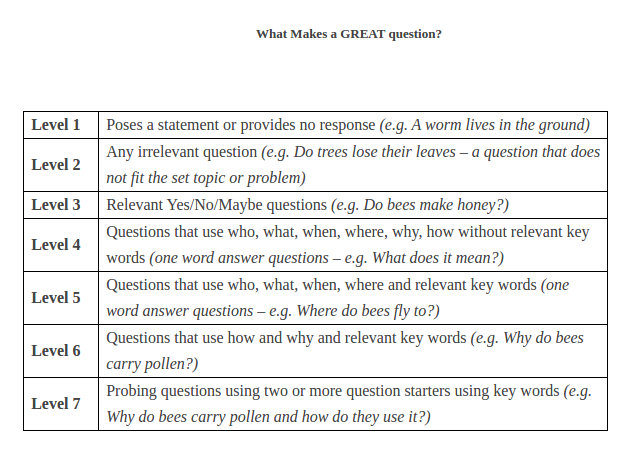 What Makes a GREAT question?
Level 1
Poses a statement or provides no response (e.g. A worm lives in the ground)
Level 2
Any irrelevant question (e.g. Do trees lose their leaves – a question that does
not fit the set topic or problem)
Level 3
Relevant Yes/No/Maybe questions (e.g. Do bees make honey?)
Level 4
Questions that use who, what, when, where, why, how without relevant key
words (one word answer questions – e.g. What does it mean?)
Level 5
Questions that use who, what, when, where and relevant key words (one
word answer questions – e.g. Where do bees fly to?)
Level 6
Questions that use how and why and relevant key words (e.g. Why do bees
carry pollen?)
Level 7
Probing questions using two or more question starters using key words (e.g.
Why do bees carry pollen and how do they use it?)